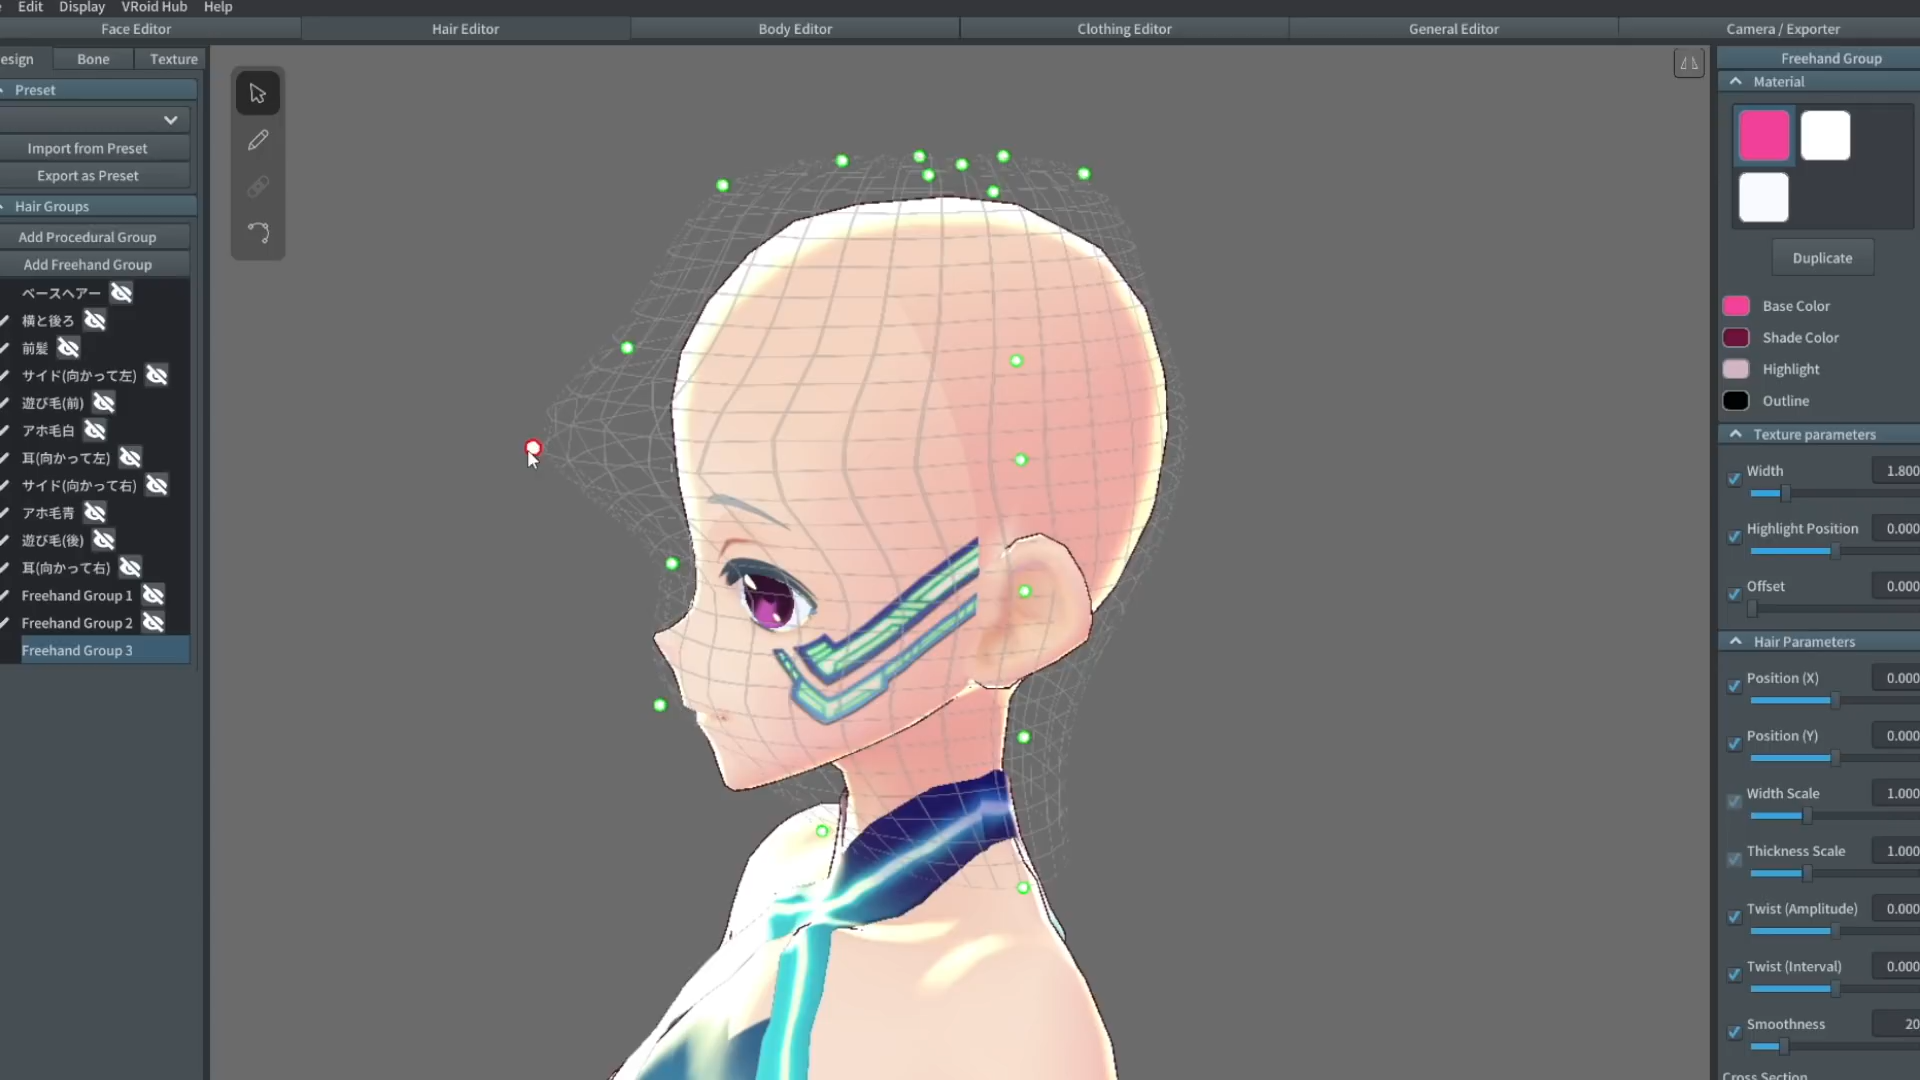 Edit Display VRoid Hub Help
Face Editor Hair Editor Body Editor Clothing Editor General Editor Camera / Exporter
esign Bone Texture
Preset
Import from Preset
Export as Preset
Hair Groups
Add Procedural Group
Add Freehand Group
ベースヘアー
横と後ろ
前髪
サイド(向かって左)
遊び毛(前)
アホ毛白
耳(向かって左)
サイド(向かって右)
アホ毛青
遊び毛(後)
耳(向かって右)
Freehand Group 1
Freehand Group 2
Freehand Group 3
Freehand Group
Material
Duplicate
Base Color
Shade Color
Highlight
Outline
Texture parameters
Width 1.800
Highlight Position 0.000
Offset 0.000
Hair Parameters
Position (X) 0.000
Position (Y) 0.000
Width Scale 1.000
Thickness Scale 1.000
Twist (Amplitude) 0.000
Twist (Interval) 0.000
Smoothness 20
Cross Section